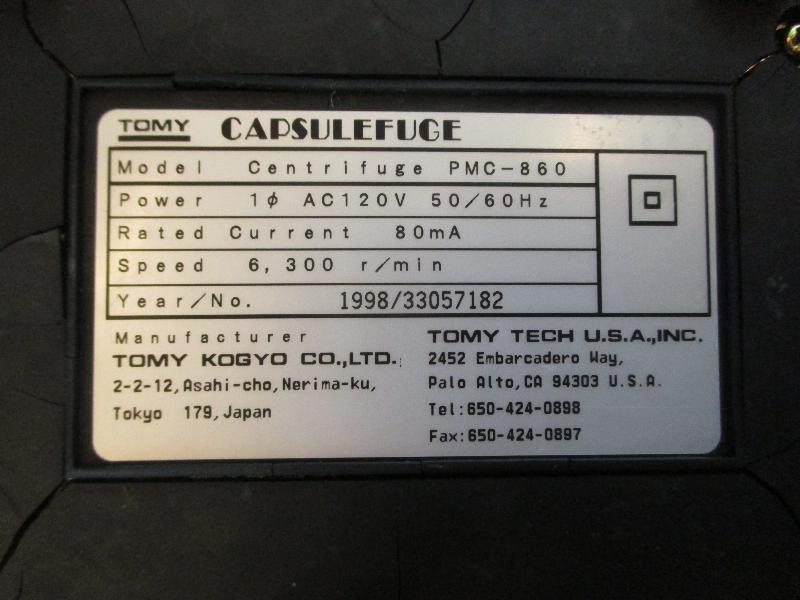 TOMY CAPSULEFUGE
Model Centrifuge PMC-860
Power 1φ AC120V 50/60Hz
Rated Current 80mA
Speed 6,300 r/min
Year/No. 1998/33057182
Manufacturer
TOMY KOGYO CO.,LTD.
2-2-12,Asahi-cho,Nerima-ku,
Tokyo 179,Japan
TOMY TECH U.S.A.,INC.
2452 Embarcadero Way,
Palo Alto,CA 94303 U.S.A.
Tel:650-424-0898
Fax:650-424-0897